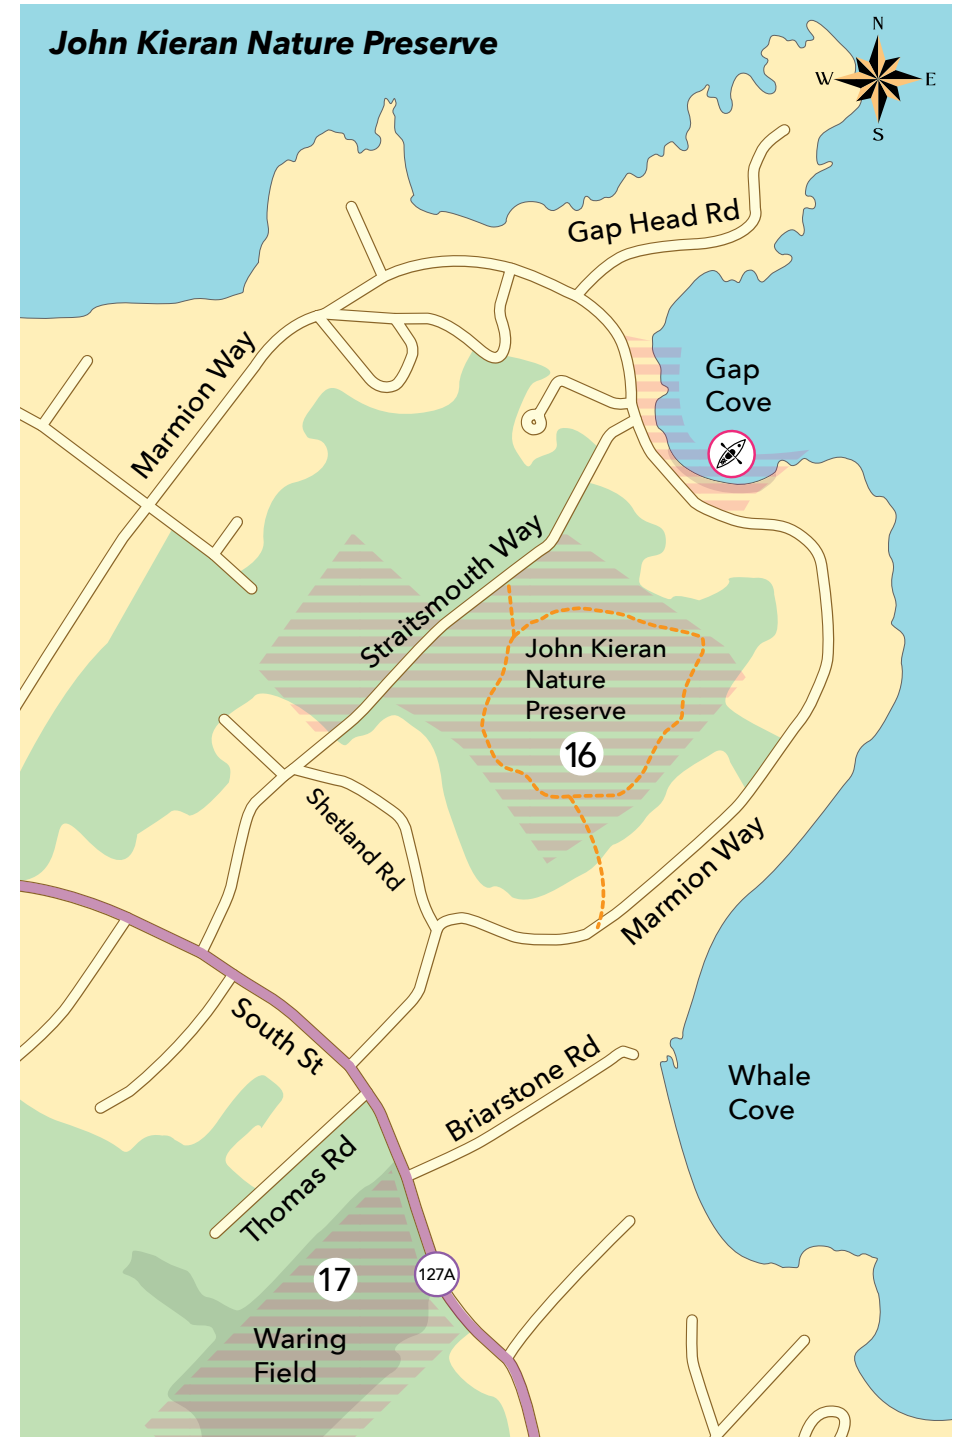 John Kieran Nature Preserve
N
W
E
S
Gap Head Rd
Marmion Way
Gap
Cove
Straitsmouth Way
John Kieran
Nature
Preserve
16
Shetland Rd
Marmion Way
South St
Briarstone Rd
Whale
Cove
Thomas Rd
17
127A
Waring
Field